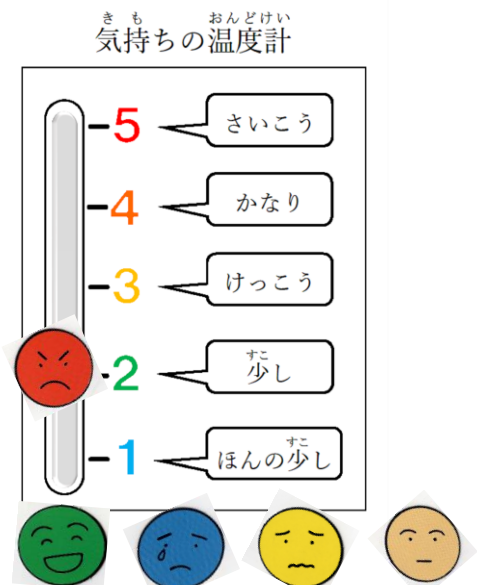 きも おんどけい
気持ちの温度計
5 さいこう
4 かなり
3 けっこう
すこ
2 少し
すこ
1 ほんの少し